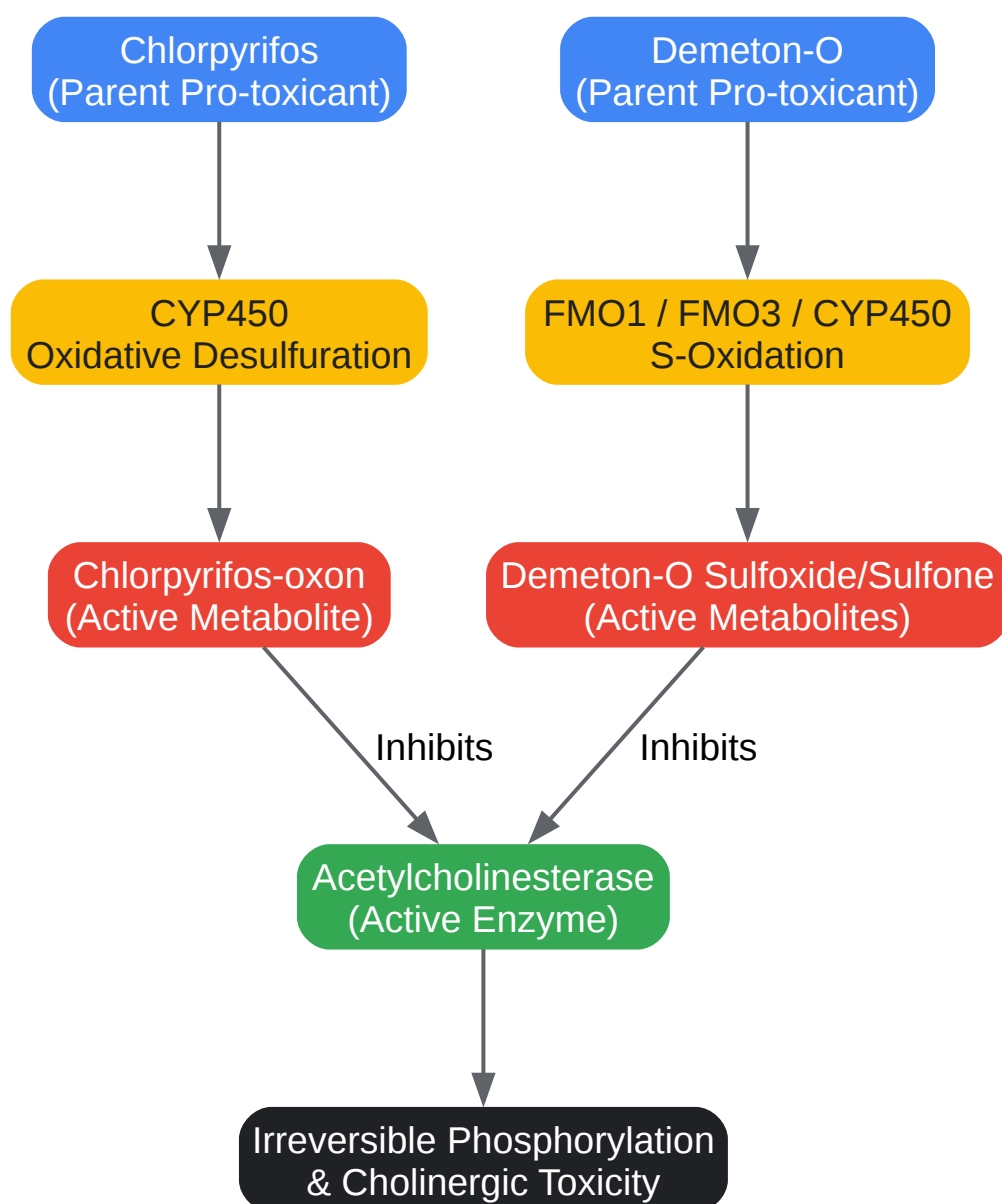 Chlorpyrifos
(Parent Pro-toxicant)
Demeton-O
(Parent Pro-toxicant)
CYP450
Oxidative Desulfuration
FMO1 / FMO3 / CYP450
S-Oxidation
Chlorpyrifos-oxon
(Active Metabolite)
Demeton-O Sulfoxide/Sulfone
(Active Metabolites)
Inhibits
Inhibits
Acetylcholinesterase
(Active Enzyme)
Irreversible Phosphorylation
& Cholinergic Toxicity